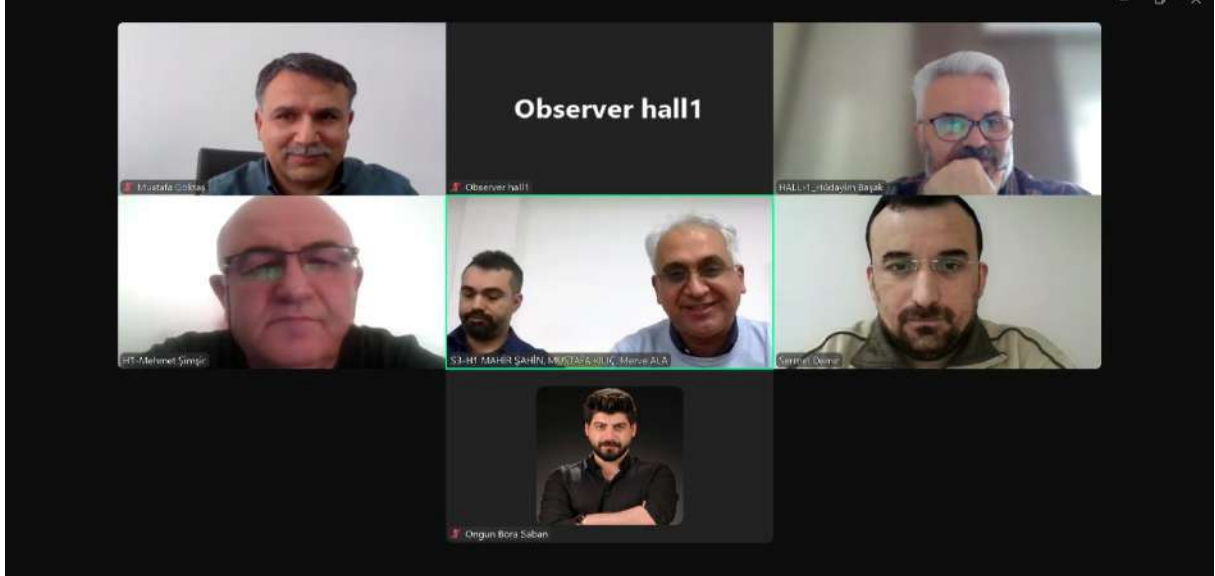 Observer hall1
Mustafa Göktaş
Observer hall1
HALL-1_Hüdayim Başak
H1-Mehmet Şimşir
S3-H1 MAHİR ŞAHİN, MUSTAFA KILIÇ, Merve ALA
Sermet Demir
Ongun Bora Saban